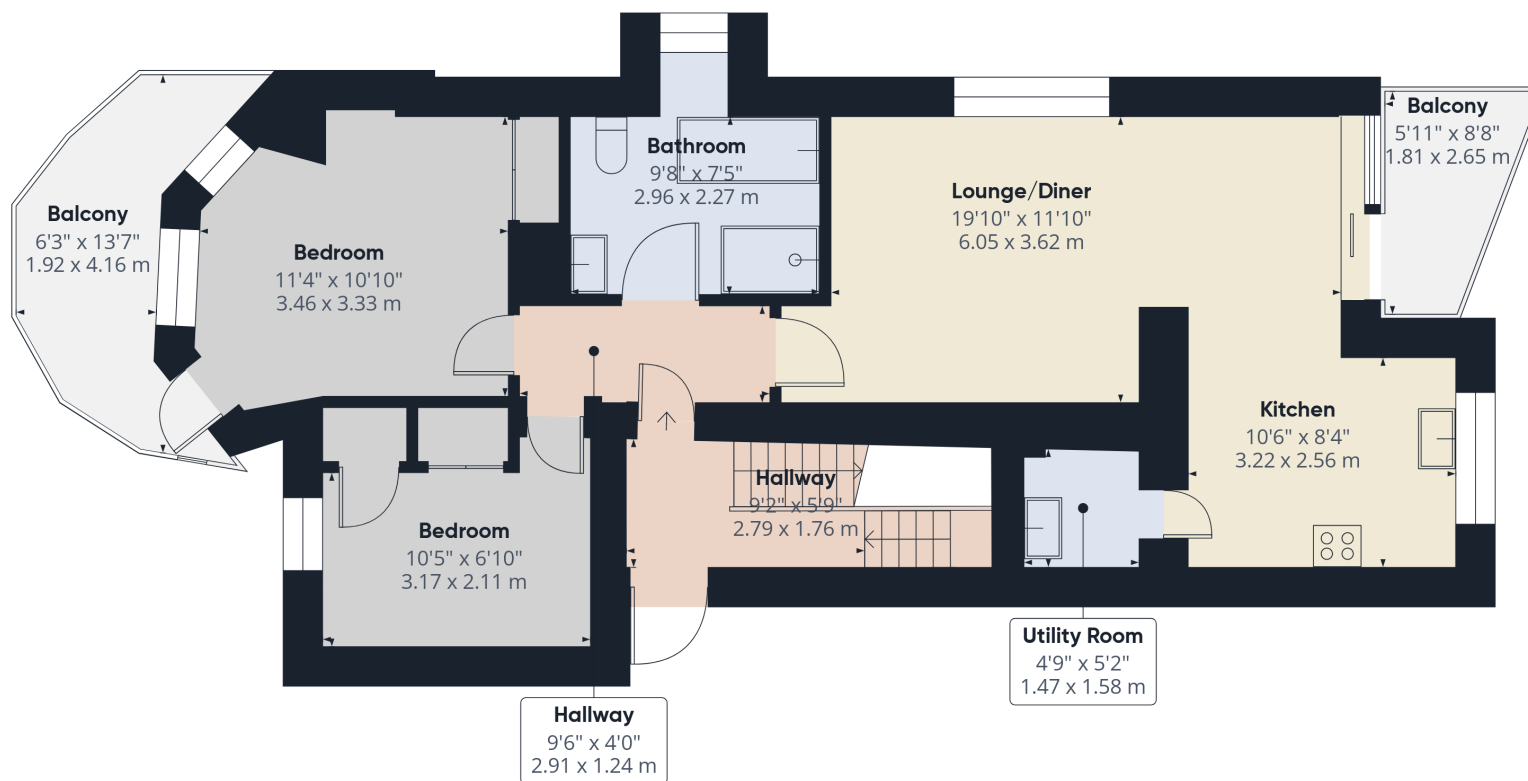 Balcony
6'3" x 13'7"
1.92 x 4.16 m
Bedroom
11'4" x 10'10"
3.46 x 3.33 m
Bathroom
9'8" x 7'5"
2.96 x 2.27 m
Lounge/Diner
19'10" x 11'10"
6.05 x 3.62 m
Balcony
5'11" x 8'8"
1.81 x 2.65 m
Kitchen
10'6" x 8'4"
3.22 x 2.56 m
Hallway
9'2" x 5'9"
2.79 x 1.76 m
Bedroom
10'5" x 6'10"
3.17 x 2.11 m
Utility Room
4'9" x 5'2"
1.47 x 1.58 m
Hallway
9'6" x 4'0"
2.91 x 1.24 m